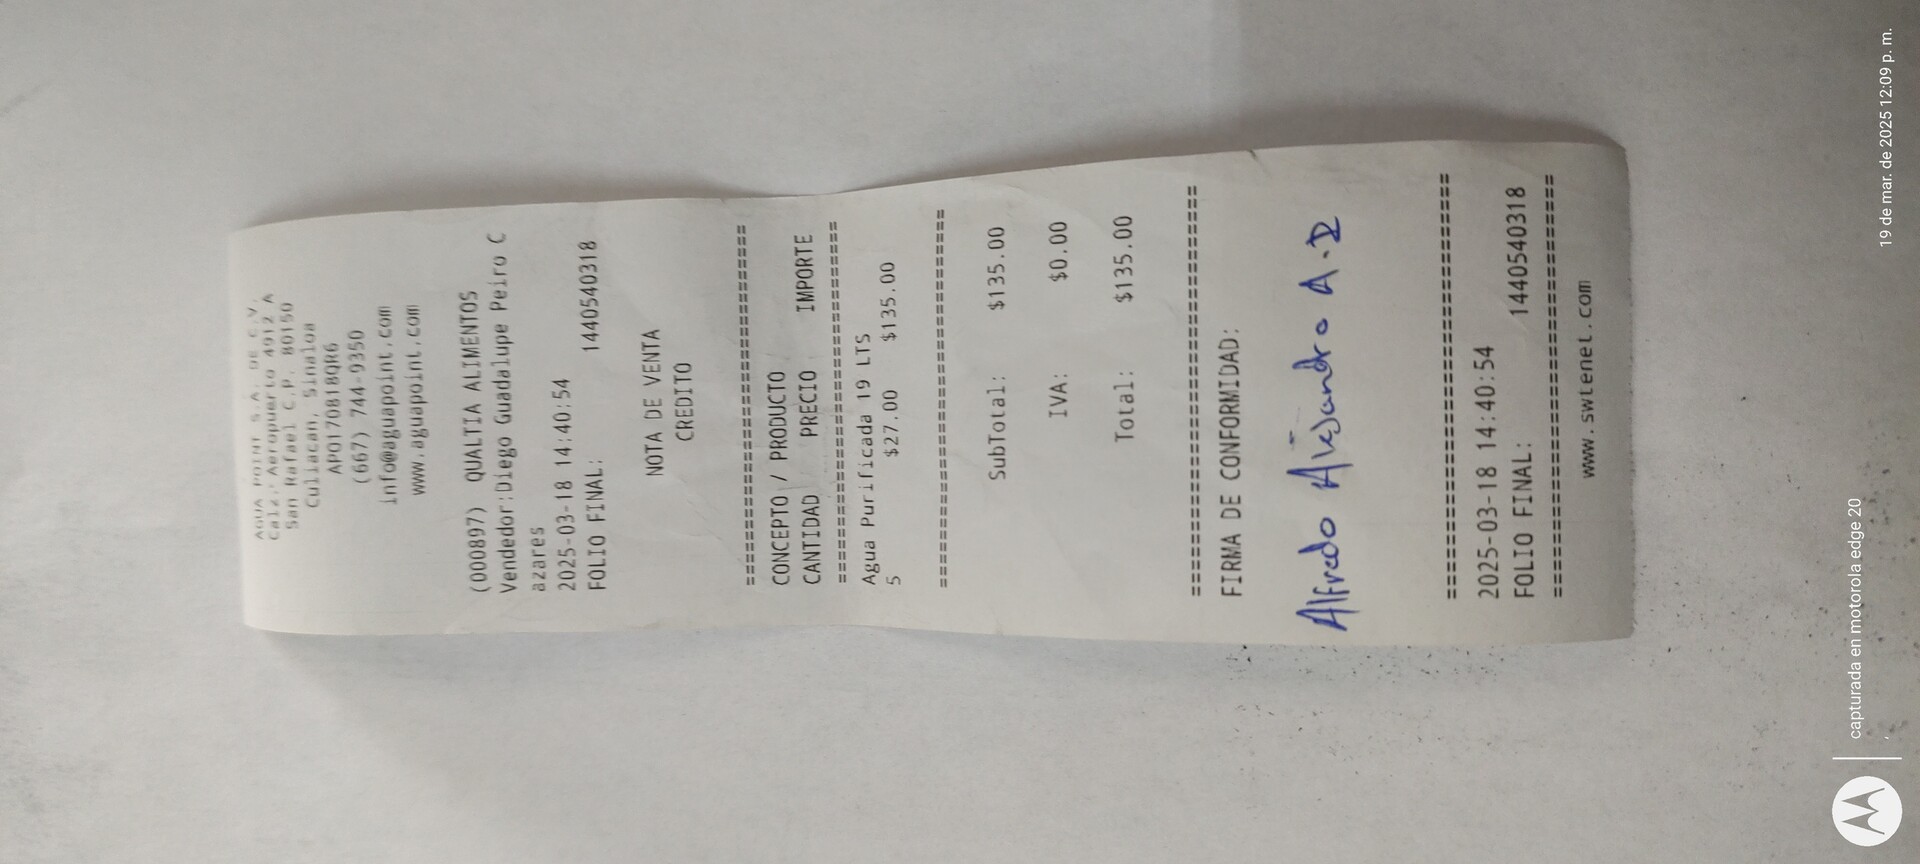 AGUA POINT S.A. DE C.V.
Calz. Aeropuerto 4912 A
San Rafael C.P. 80150
Culiacan, Sinaloa
APO170818QR6
(667) 744-9350
info@aguapoint.com
www.aguapoint.com
(000897) QUALTIA ALIMENTOS
Vendedor:Diego Guadalupe Peiro C
azares
2025-03-18 14:40:54
FOLIO FINAL: 1440540318
NOTA DE VENTA
CREDITO
================================
CONCEPTO / PRODUCTO
CANTIDAD PRECIO IMPORTE
================================
Agua Purificada 19 LTS
5 $27.00 $135.00
================================
SubTotal: $135.00
IVA: $0.00
Total: $135.00
================================
FIRMA DE CONFORMIDAD:
Alfredo Alejandro A.D
================================
2025-03-18 14:40:54
FOLIO FINAL: 1440540318
================================
www.swtenet.com
capturada en motorola edge 20
19 de mar. de 2025 12:09 p. m.